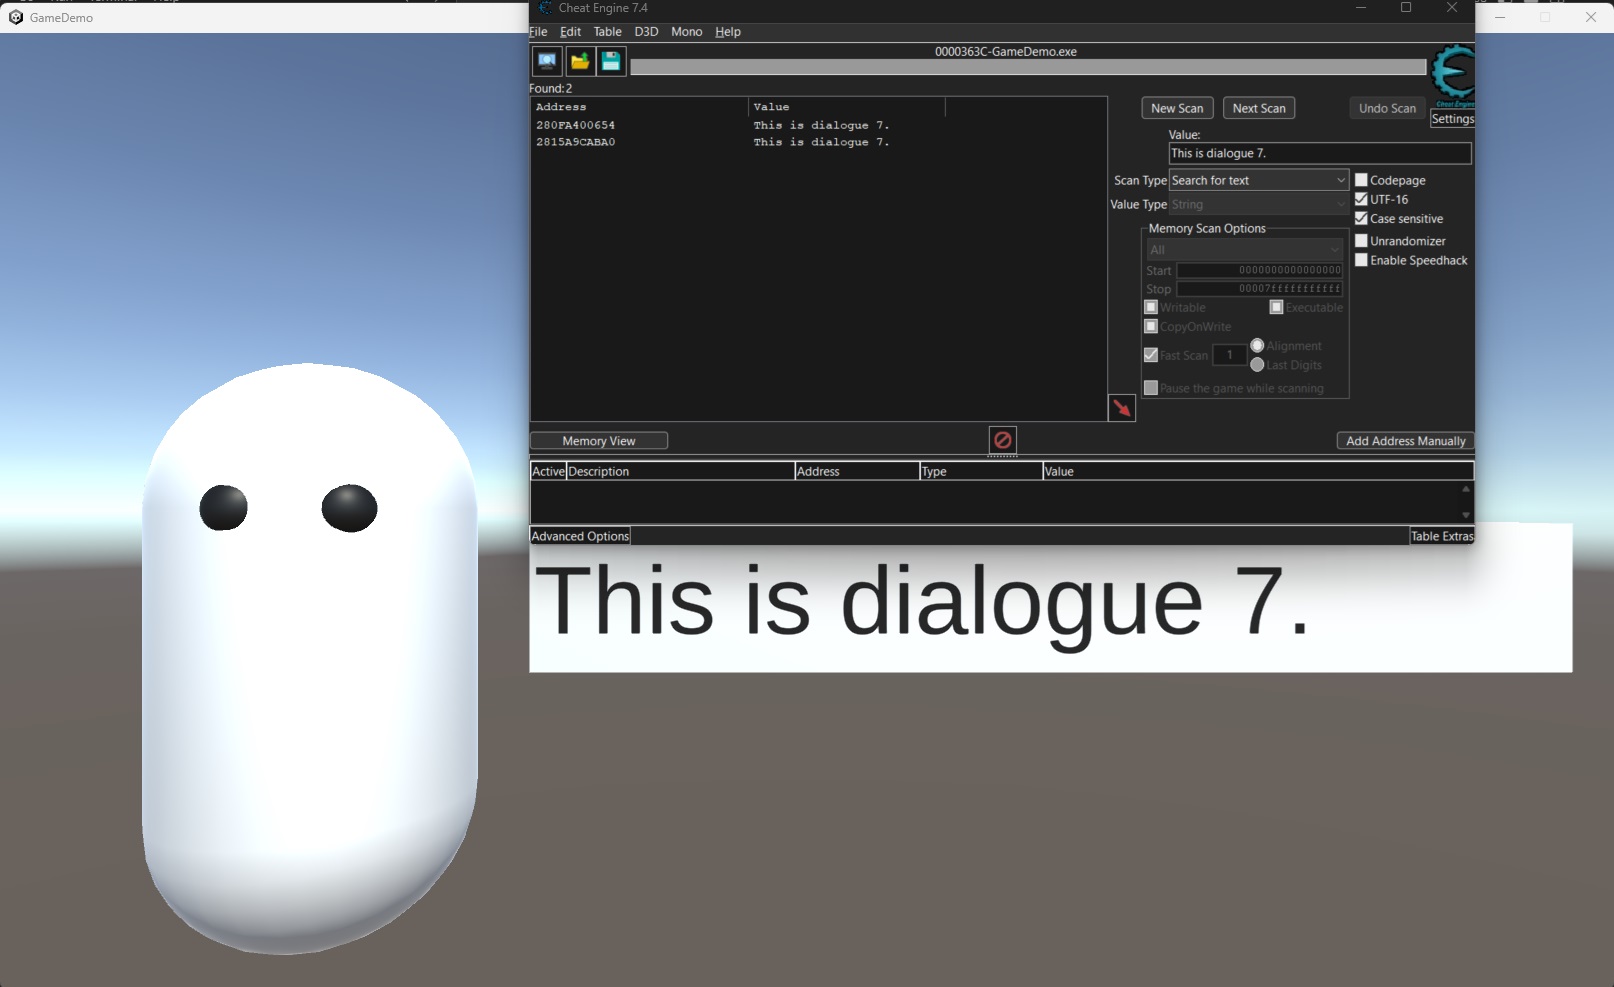 GameDemo
Cheat Engine 7.4
File Edit Table D3D Mono Help
0000363C-GameDemo.exe
Found:2
Address Value
280FA400654 This is dialogue 7.
2815A9CABA0 This is dialogue 7.
New Scan Next Scan Undo Scan
Cheat Engine
Settings
Value:
This is dialogue 7.
Scan Type Search for text
Value Type String
Codepage
UTF-16
Case sensitive
Unrandomizer
Enable Speedhack
Memory Scan Options
All
Start 0000000000000000
Stop 00007fffffffffff
Writable Executable
CopyOnWrite
Fast Scan 1 Alignment
Last Digits
Pause the game while scanning
Memory View
Add Address Manually
Active Description Address Type Value
Advanced Options Table Extras
This is dialogue 7.